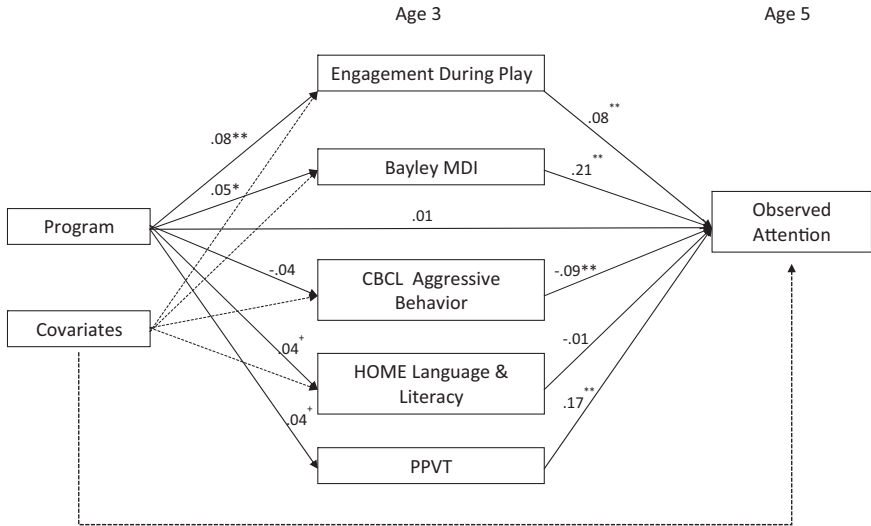 Age 3
Age 5
Engagement During Play
.08**
.08**
Bayley MDI
.05*
.21**
Program
.01
Observed
Attention
-.04
CBCL Aggressive
Behavior
-.09**
Covariates
.04+
-.01
HOME Language &
Literacy
.04+
.17**
PPVT